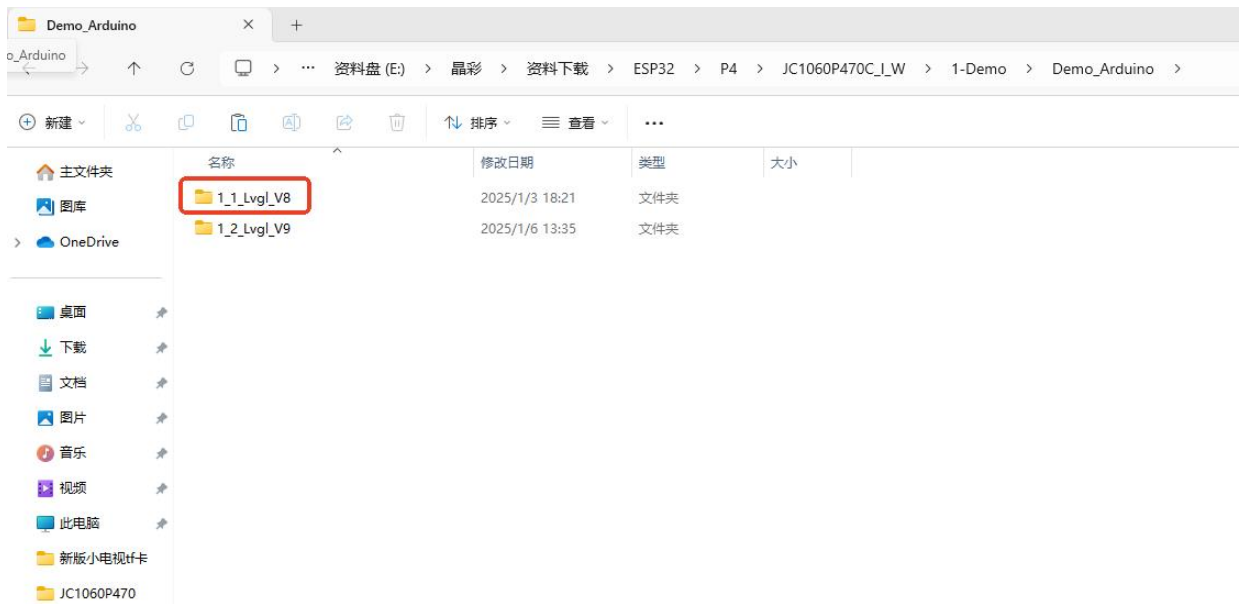 Demo_Arduino
o_Arduino
资料盘 (E:) > 晶彩 > 资料下载 > ESP32 > P4 > JC1060P470C_I_W > 1-Demo > Demo_Arduino >
新建 排序 查看
名称 修改日期 类型 大小
1_1_Lvgl_V8 2025/1/3 18:21 文件夹
1_2_Lvgl_V9 2025/1/6 13:35 文件夹
主文件夹
图库
OneDrive
桌面
下载
文档
图片
音乐
视频
此电脑
新版小电视tf卡
JC1060P470